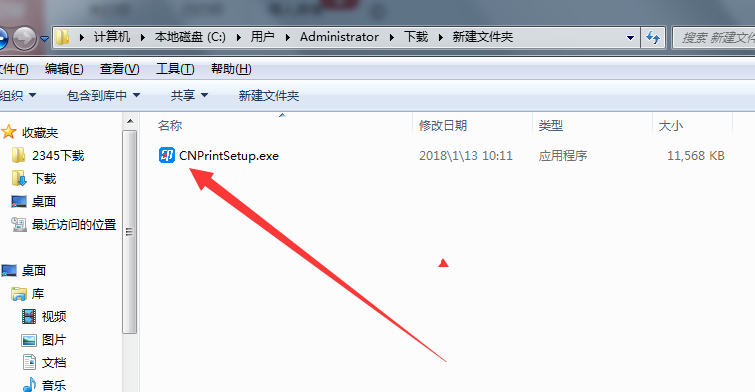 计算机 本地磁盘 (C:) 用户 Administrator 下载 新建文件夹 搜索 新建文
文件(F) 编辑(E) 查看(V) 工具(T) 帮助(H)
组织 包含到库中 共享 新建文件夹
收藏夹
2345下载
下载
桌面
最近访问的位置
桌面
库
视频
图片
文档
音乐
名称 修改日期 类型 大小
CNPrintSetup.exe 2018\1\13 10:11 应用程序 11,568 KB